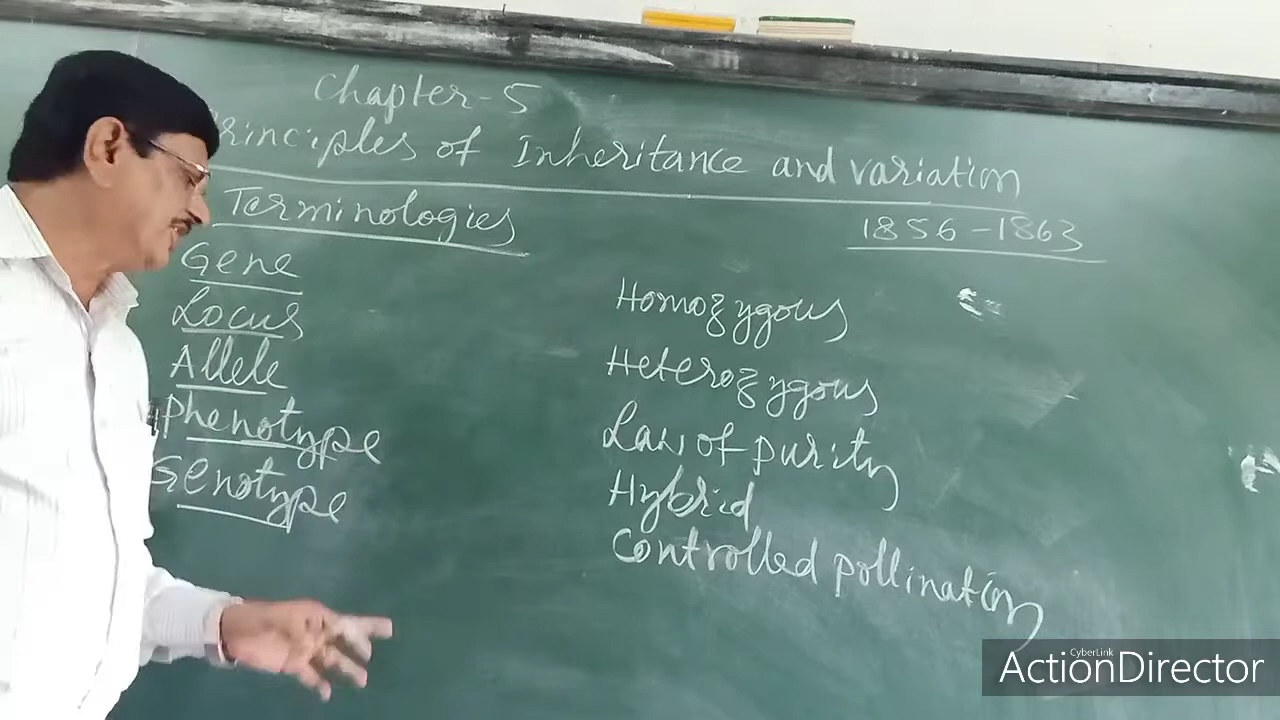 Chapter-5
Principles of Inheritance and variation
Terminologies
1856-1863
Gene
Locus
Allele
Phenotype
Genotype
Homozygous
Heterozygous
Law of purity
Hybrid
Controlled pollination
CyberLink
ActionDirector